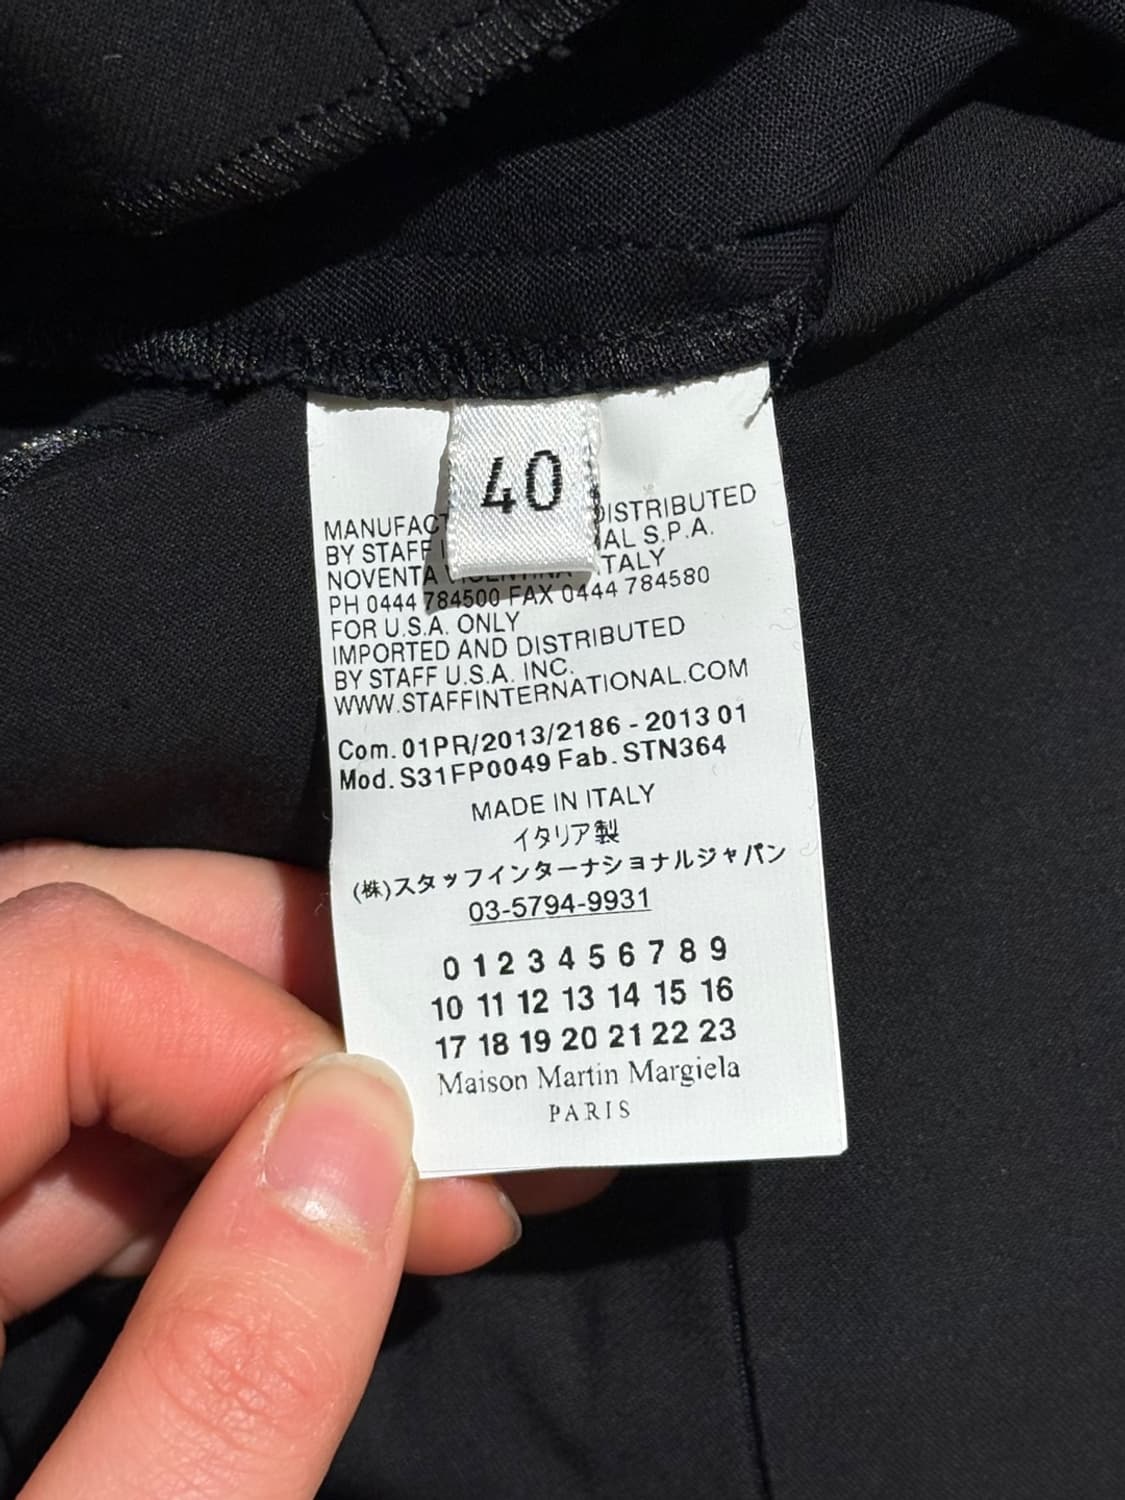 40
MANUFACT DISTRIBUTED
BY STAFF AL S.P.A.
NOVENTA VICENTINA ITALY
PH 0444 784500 FAX 0444 784580
FOR U.S.A. ONLY
IMPORTED AND DISTRIBUTED
BY STAFF U.S.A. INC.
WWW.STAFFINTERNATIONAL.COM
Com. 01PR/2013/2186 - 2013 01
Mod. S31FP0049 Fab. STN364
MADE IN ITALY
イタリア製
(株)スタッフインターナショナルジャパン
03-5794-9931
0 1 2 3 4 5 6 7 8 9
10 11 12 13 14 15 16
17 18 19 20 21 22 23
Maison Martin Margiela
PARIS